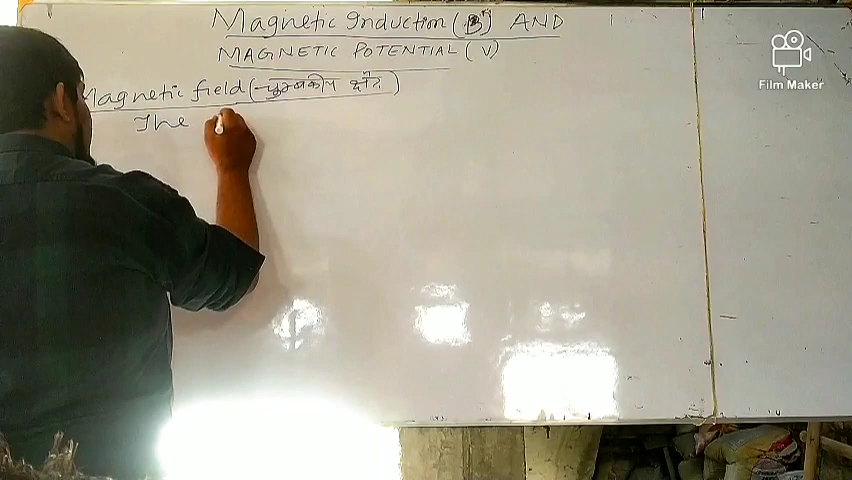 Magnetic Induction (B) AND
MAGNETIC POTENTIAL (V)
Magnetic field (चुम्बकीय क्षेत्र)
The
Film Maker